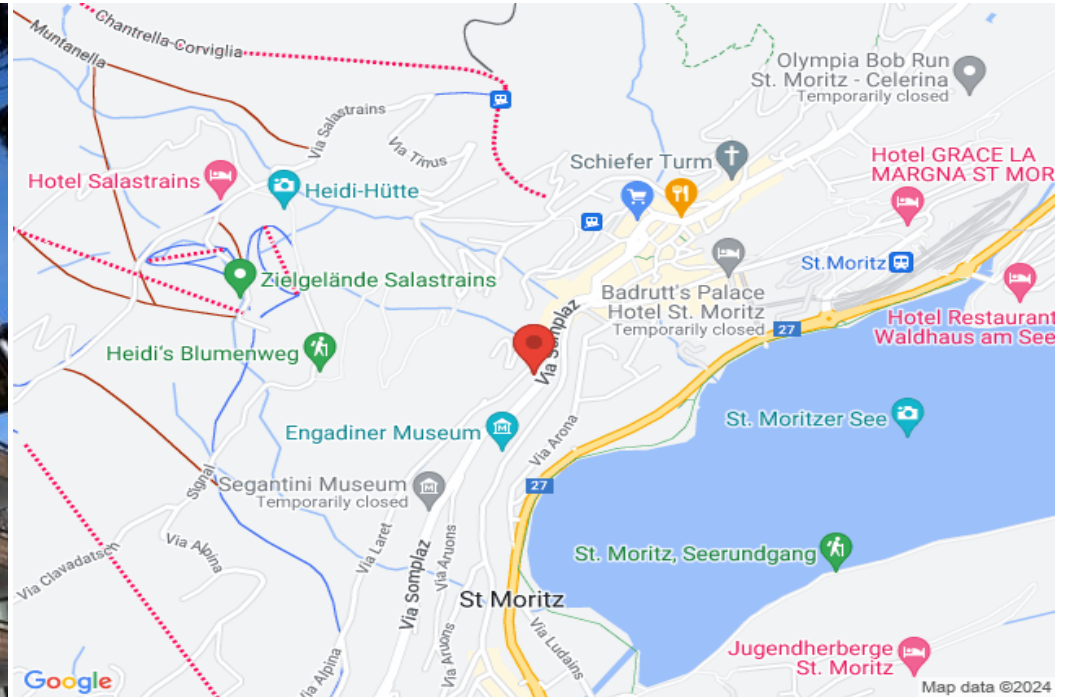 Chantrella-Corviglia
Muntanella
Olympia Bob Run
St. Moritz - Celerina
Temporarily closed
Via Salastrains
Via Tinus
Schiefer Turm
Hotel GRACE LA
MARGNA ST MOR
Hotel Salastrains
Heidi-Hütte
St.Moritz
Zielgelände Salastrains
Badrutt's Palace
Hotel St. Moritz
Temporarily closed
27
Hotel Restaurant
Waldhaus am See
Via Somplaz
Heidi's Blumenweg
St. Moritzer See
Engadiner Museum
Via Arona
Segantini Museum
Temporarily closed
27
Signal
Via Alpina
Via Laret
Via Aruons
St. Moritz, Seerundgang
Via Clavadatsch
Via Somplaz
St Moritz
Via Aruons
Via Ludains
Via Alpina
Jugendherberge
St. Moritz
Google
Map data ©2024